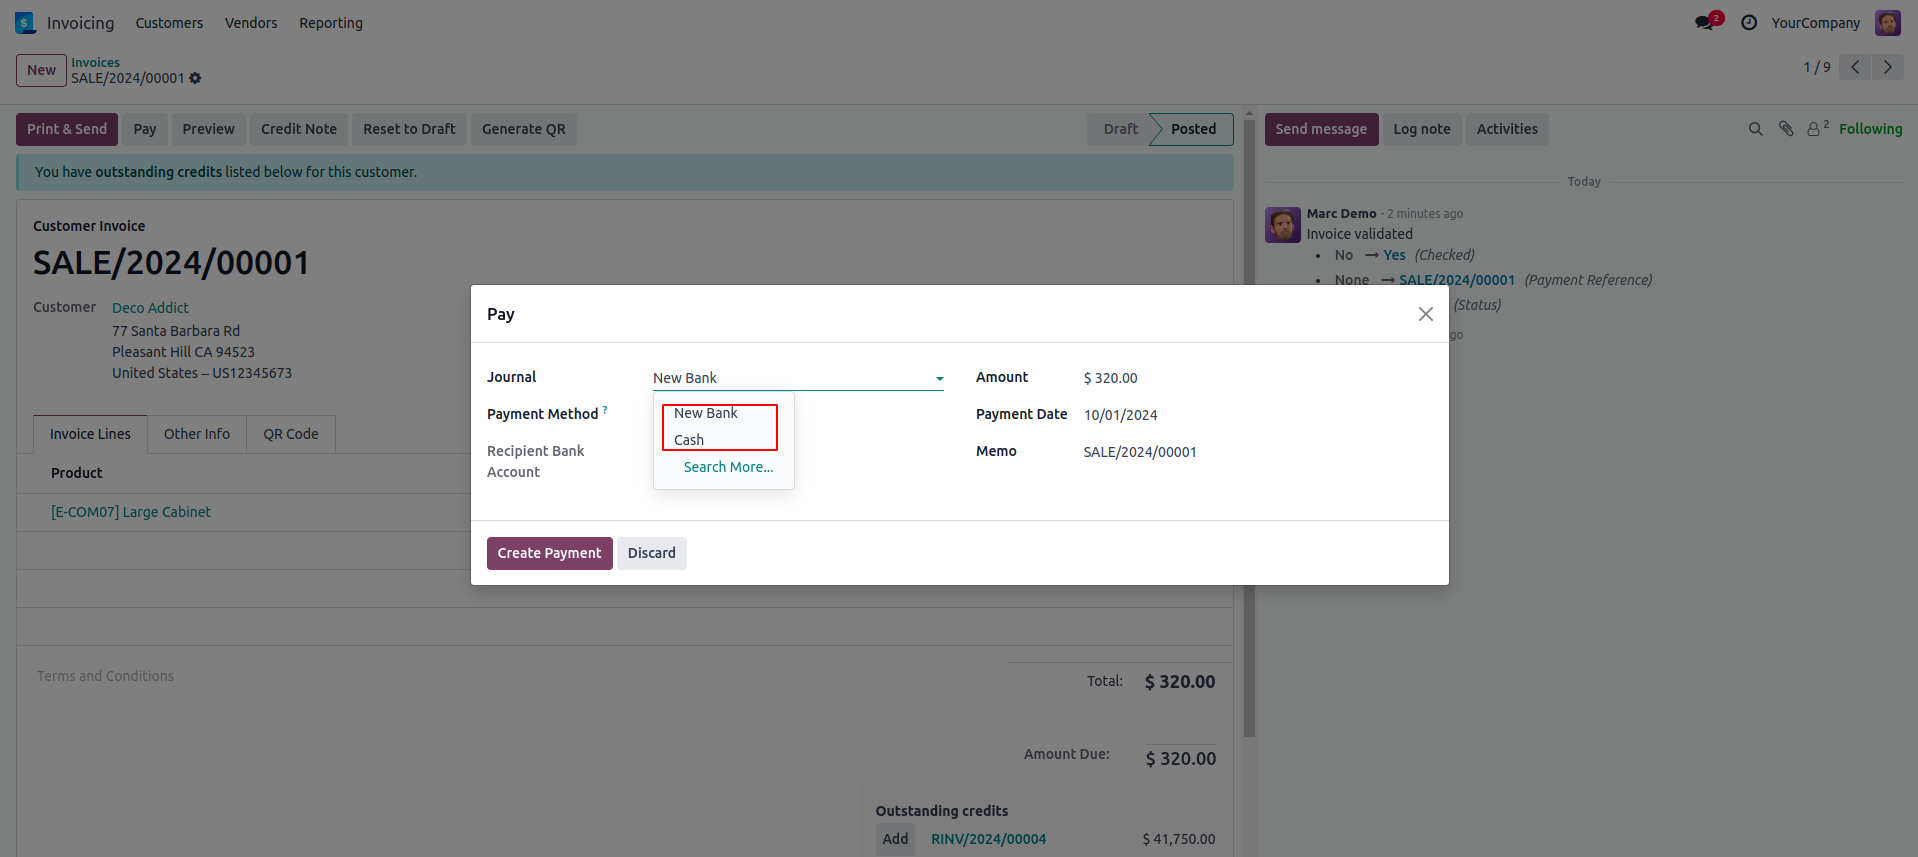 Invoicing Customers Vendors Reporting
2 YourCompany
New Invoices
SALE/2024/00001
1 / 9
Print & Send Pay Preview Credit Note Reset to Draft Generate QR
Draft Posted
Send message Log note Activities
2 Following
You have outstanding credits listed below for this customer.
Today
Customer Invoice
SALE/2024/00001
Customer Deco Addict
77 Santa Barbara Rd
Pleasant Hill CA 94523
United States – US12345673
Marc Demo - 2 minutes ago
Invoice validated
• No → Yes (Checked)
• None → SALE/2024/00001 (Payment Reference)
(Status)
go
Pay
Journal New Bank
Payment Method ?
Recipient Bank
Account
New Bank
Cash
Search More...
Amount $ 320.00
Payment Date 10/01/2024
Memo SALE/2024/00001
Create Payment Discard
Invoice Lines Other Info QR Code
Product
[E-COM07] Large Cabinet
Terms and Conditions
Total: $ 320.00
Amount Due: $ 320.00
Outstanding credits
Add RINV/2024/00004 $ 41,750.00